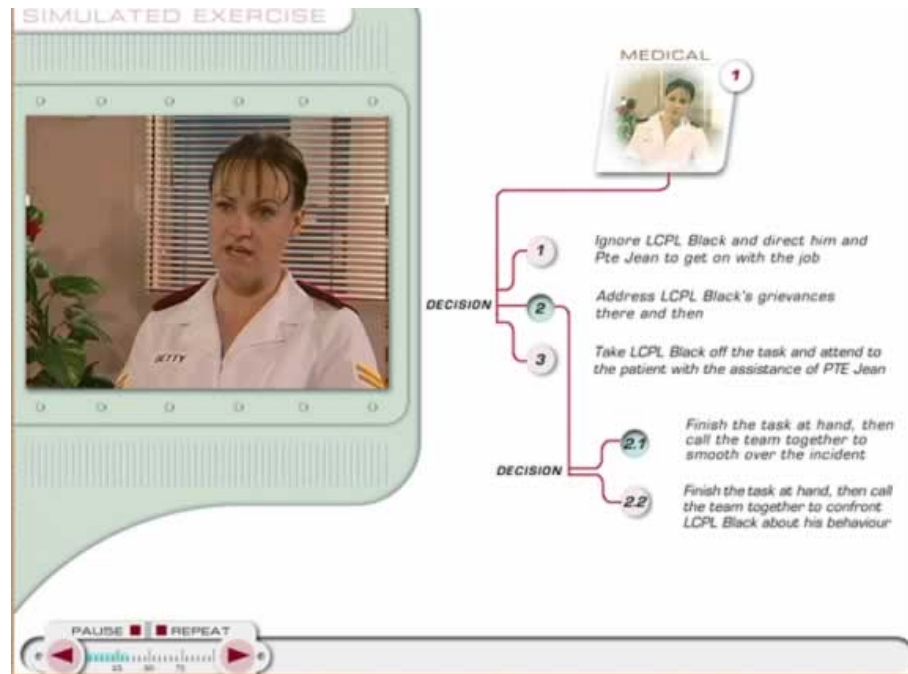 SIMULATED EXERCISE
BETTY
MEDICAL
1
DECISION
1
Ignore LCPL Black and direct him and
Pte Jean to get on with the job
2
Address LCPL Black's grievances
there and then
3
Take LCPL Black off the task and attend to
the patient with the assistance of PTE Jean
DECISION
2.1
Finish the task at hand, then
call the team together to
smooth over the incident
2.2
Finish the task at hand, then call
the team together to confront
LCPL Black about his behaviour
PAUSE REPEAT
25 50 75